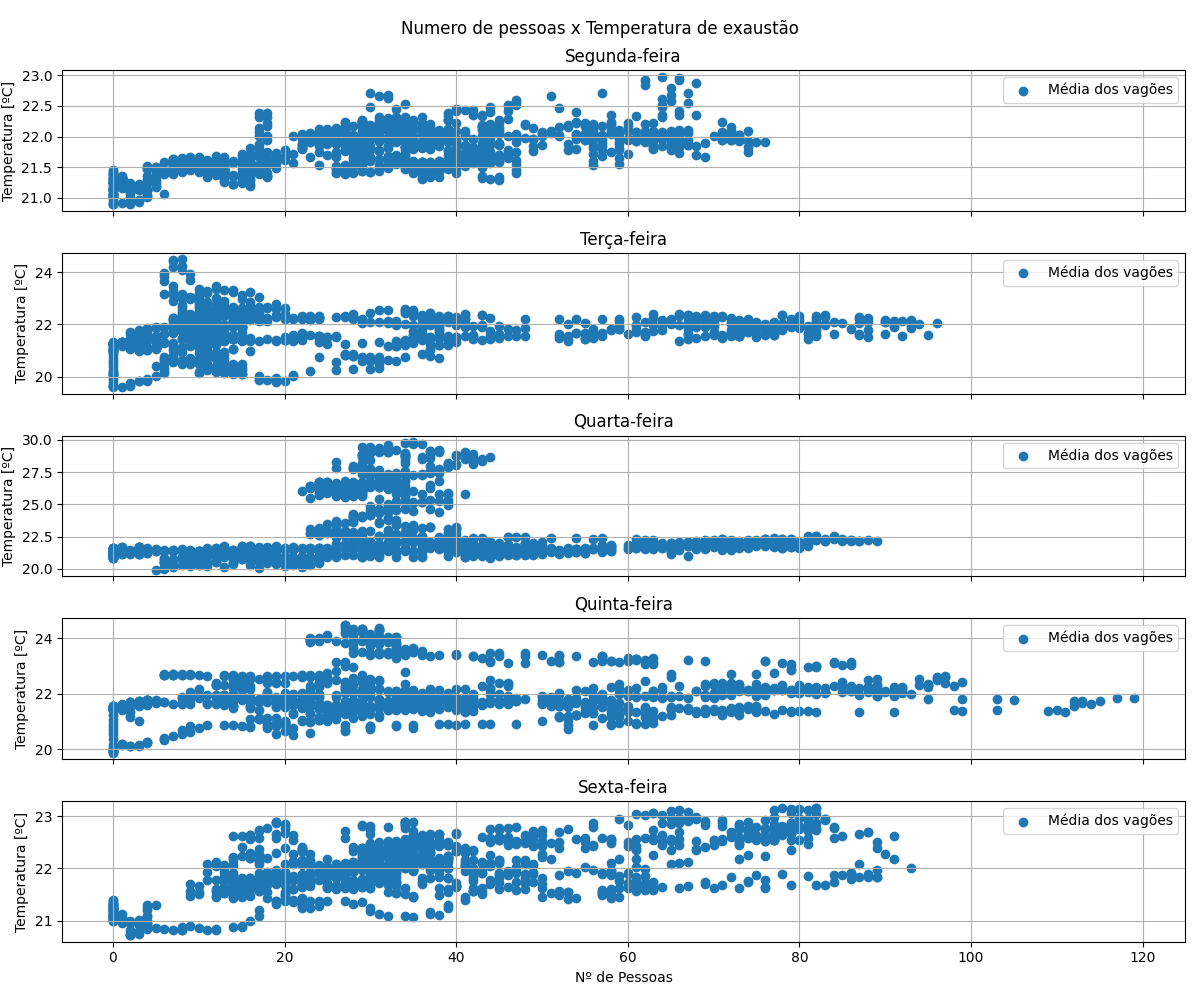 Numero de pessoas x Temperatura de exaustão
Segunda-feira
Temperatura [ºC]
23.0
22.5
22.0
21.5
21.0
Média dos vagões
Terça-feira
Temperatura [ºC]
24
22
20
Média dos vagões
Quarta-feira
Temperatura [ºC]
30.0
27.5
25.0
22.5
20.0
Média dos vagões
Quinta-feira
Temperatura [ºC]
24
22
20
Média dos vagões
Sexta-feira
Temperatura [ºC]
23
22
21
Média dos vagões
0 20 40 60 80 100 120
Nº de Pessoas